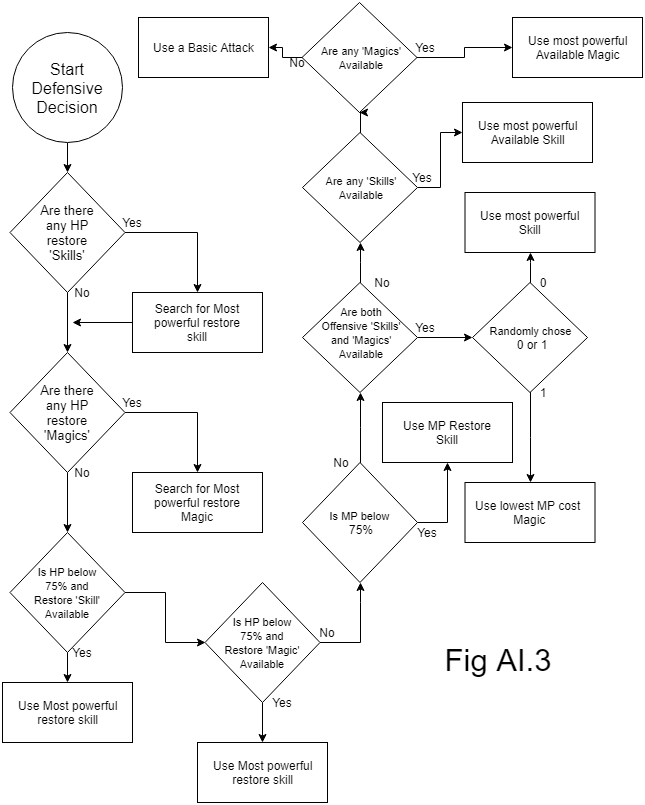 Start
Defensive
Decision
Are there
any HP
restore
'Skills'
Yes
No
Search for Most
powerful restore
skill
Are there
any HP
restore
'Magics'
Yes
No
Search for Most
powerful restore
Magic
Is HP below
75% and
Restore 'Skill'
Available
Yes
Use Most powerful
restore skill
Is HP below
75% and
Restore 'Magic'
Available
No
Yes
Use Most powerful
restore skill
Is MP below
75%
No
Yes
Use MP Restore
Skill
Are both
Offensive 'Skills'
and 'Magics'
Available
No
Yes
Randomly chose
0 or 1
0
1
Use most powerful
Skill
Use lowest MP cost
Magic
Are any 'Skills'
Available
Yes
Use most powerful
Available Skill
Are any 'Magics'
Available
Yes
No
Use most powerful
Available Magic
Use a Basic Attack
Fig AI.3